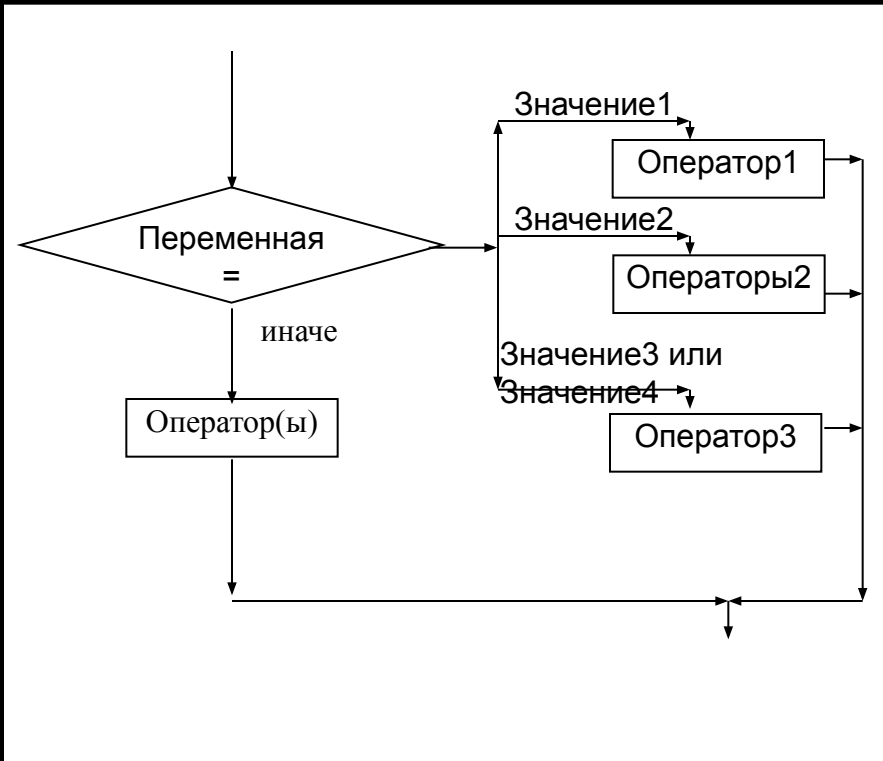 Значение1
Оператор1
Переменная
=
Значение2
Операторы2
иначе
Значение3 или
Значение4
Оператор(ы)
Оператор3